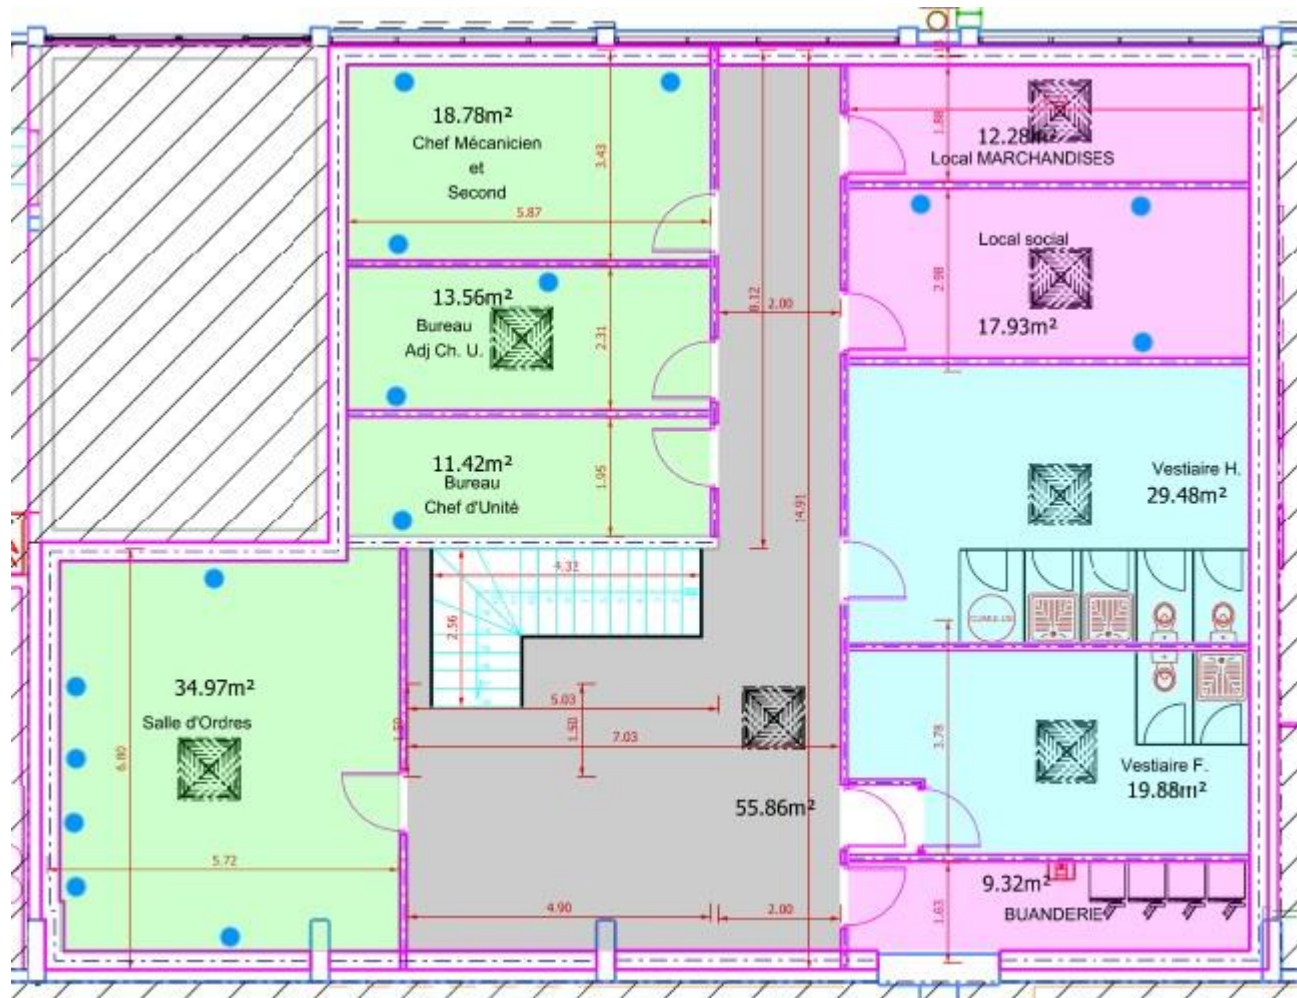 18.78m²
Chef Mécanicien
et
Second
3.43
5.87
12.28m²
Local MARCHANDISES
1.88
Local social
17.93m²
2.98
13.56m²
Bureau
Adj Ch. U.
2.31
8.12
2.00
11.42m²
Bureau
Chef d'Unité
1.95
14.91
Vestiaire H.
29.48m²
4.32
2.56
34.97m²
Salle d'Ordres
6.80
5.72
5.03
1.50
1.50
7.03
55.86m²
3.78
Vestiaire F.
19.88m²
4.90
2.00
9.32m²
BUANDERIE
1.63